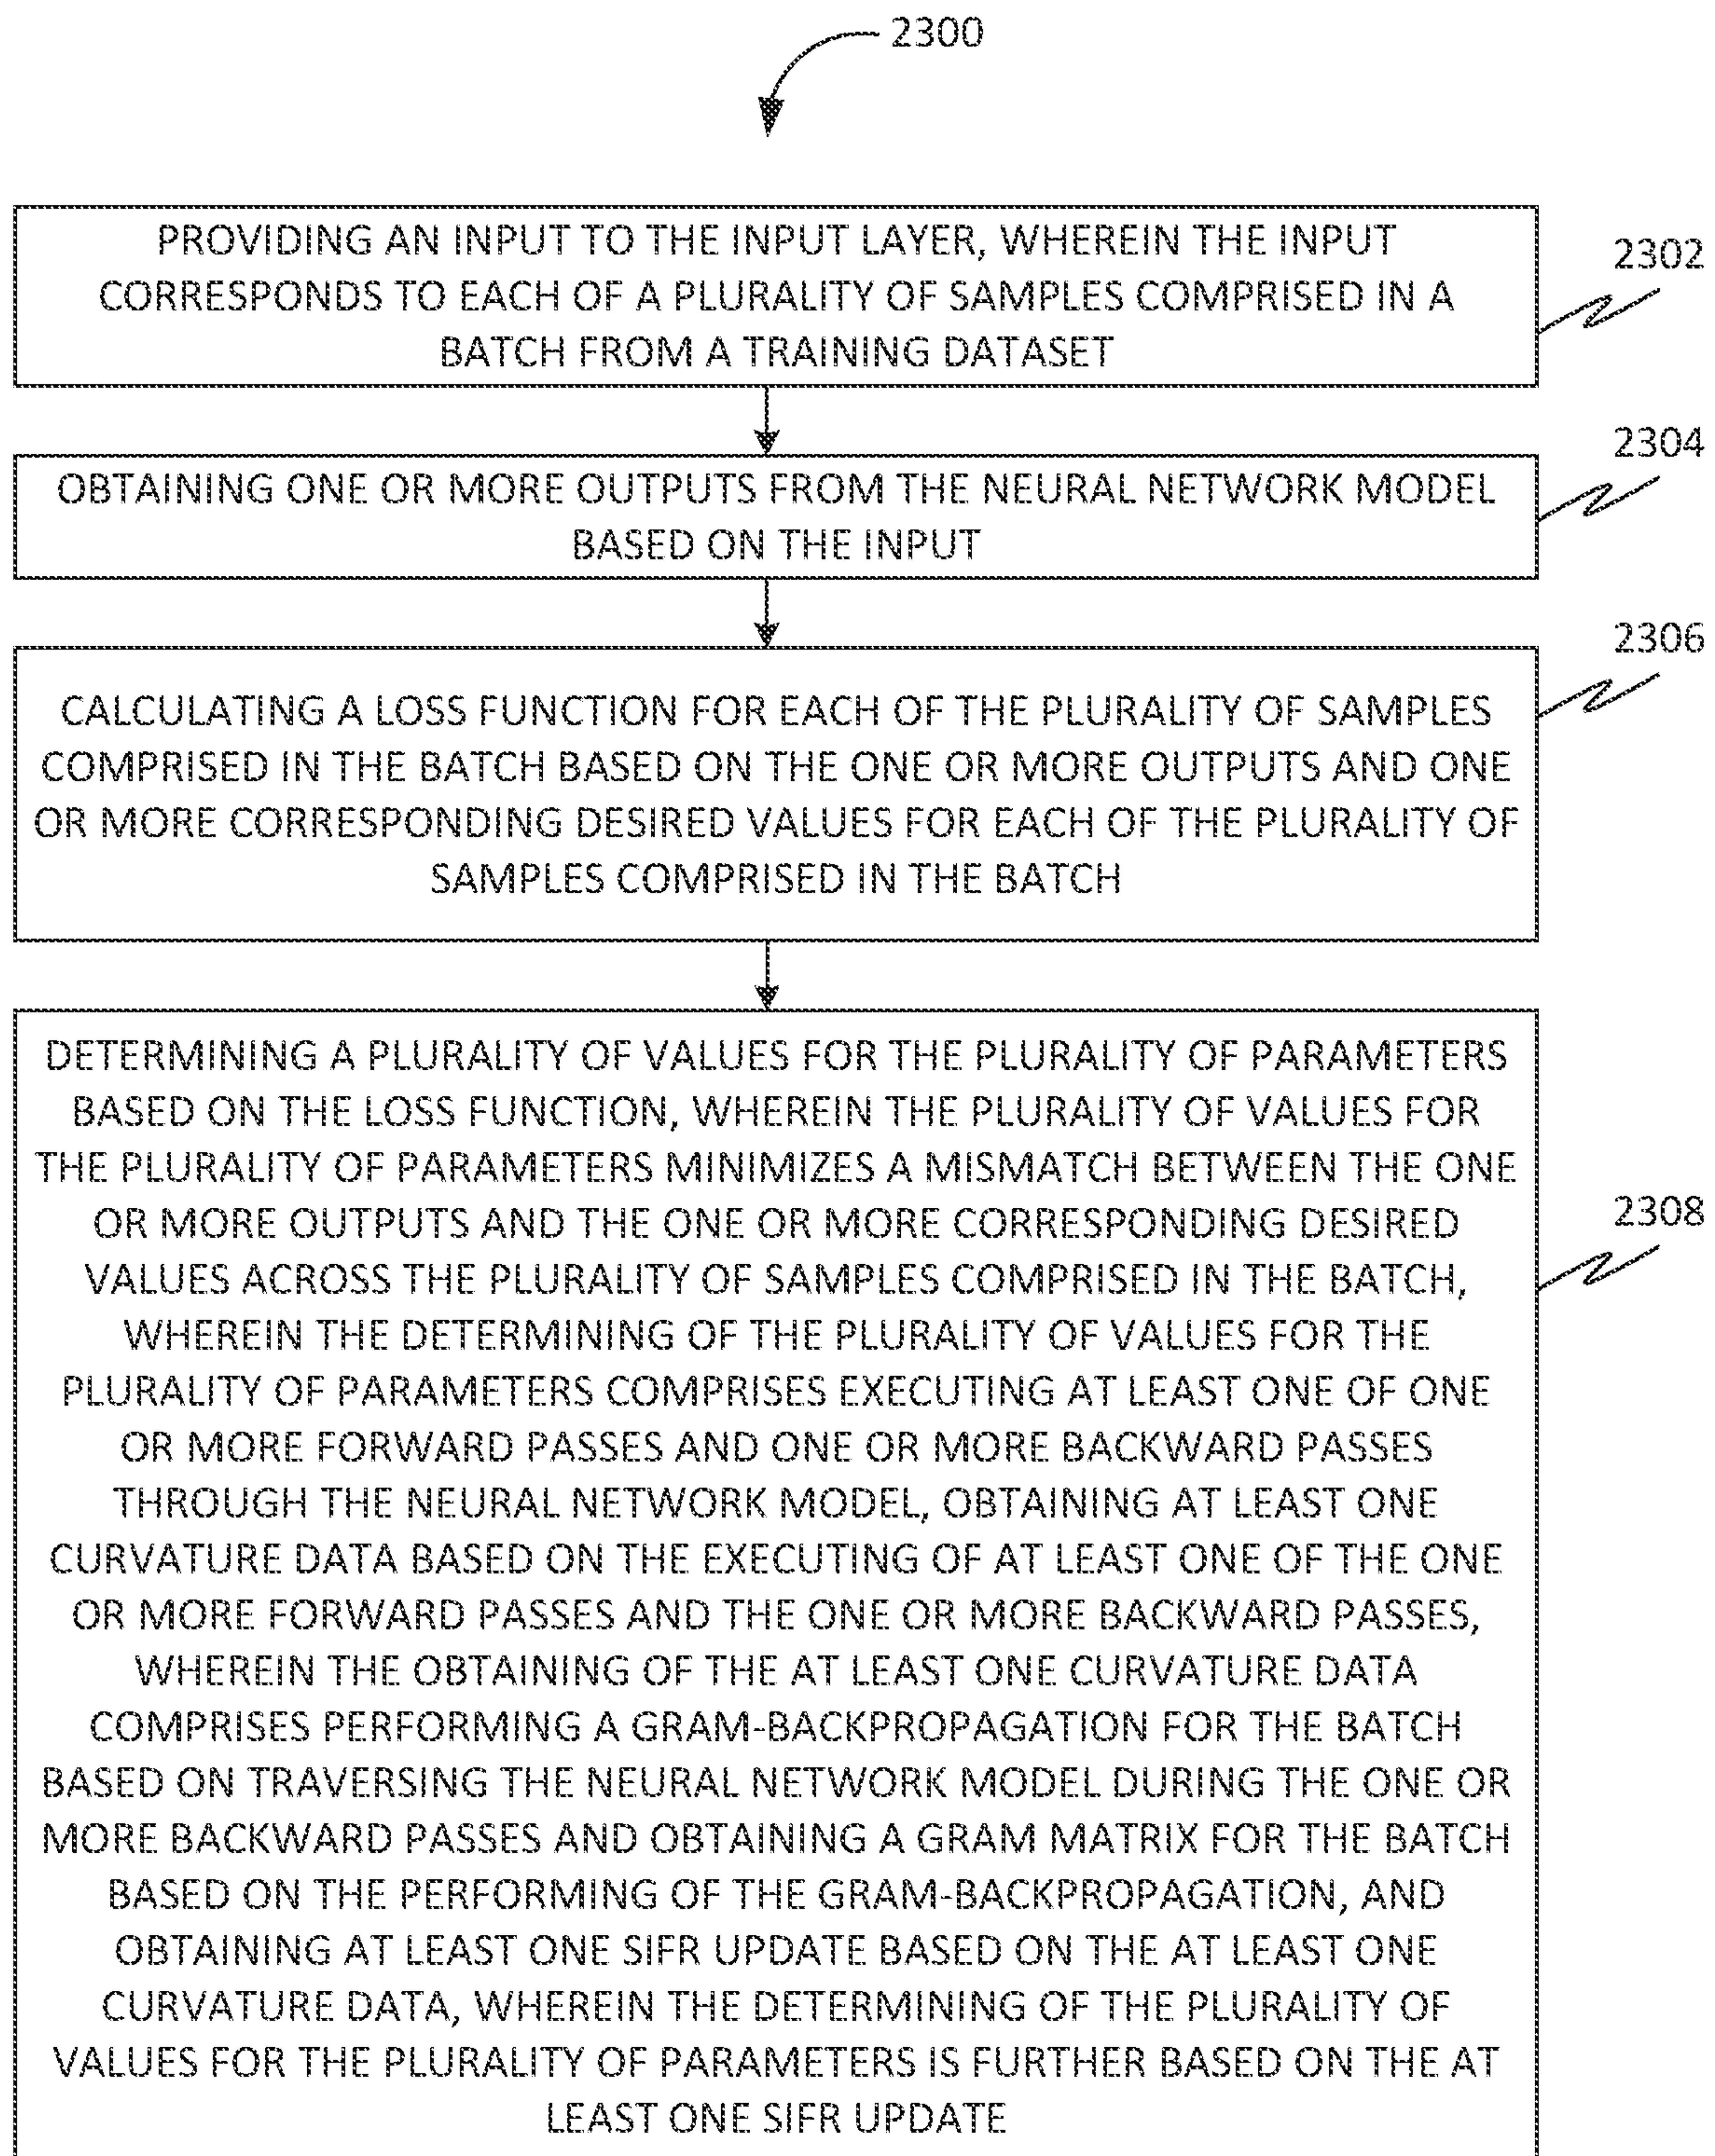 2300
PROVIDING AN INPUT TO THE INPUT LAYER, WHEREIN THE INPUT
CORRESPONDS TO EACH OF A PLURALITY OF SAMPLES COMPRISED IN A
BATCH FROM A TRAINING DATASET
2302
OBTAINING ONE OR MORE OUTPUTS FROM THE NEURAL NETWORK MODEL
BASED ON THE INPUT
2304
CALCULATING A LOSS FUNCTION FOR EACH OF THE PLURALITY OF SAMPLES
COMPRISED IN THE BATCH BASED ON THE ONE OR MORE OUTPUTS AND ONE
OR MORE CORRESPONDING DESIRED VALUES FOR EACH OF THE PLURALITY OF
SAMPLES COMPRISED IN THE BATCH
2306
DETERMINING A PLURALITY OF VALUES FOR THE PLURALITY OF PARAMETERS
BASED ON THE LOSS FUNCTION, WHEREIN THE PLURALITY OF VALUES FOR
THE PLURALITY OF PARAMETERS MINIMIZES A MISMATCH BETWEEN THE ONE
OR MORE OUTPUTS AND THE ONE OR MORE CORRESPONDING DESIRED
VALUES ACROSS THE PLURALITY OF SAMPLES COMPRISED IN THE BATCH,
WHEREIN THE DETERMINING OF THE PLURALITY OF VALUES FOR THE
PLURALITY OF PARAMETERS COMPRISES EXECUTING AT LEAST ONE OF ONE
OR MORE FORWARD PASSES AND ONE OR MORE BACKWARD PASSES
THROUGH THE NEURAL NETWORK MODEL, OBTAINING AT LEAST ONE
CURVATURE DATA BASED ON THE EXECUTING OF AT LEAST ONE OF THE ONE
OR MORE FORWARD PASSES AND THE ONE OR MORE BACKWARD PASSES,
WHEREIN THE OBTAINING OF THE AT LEAST ONE CURVATURE DATA
COMPRISES PERFORMING A GRAM-BACKPROPAGATION FOR THE BATCH
BASED ON TRAVERSING THE NEURAL NETWORK MODEL DURING THE ONE OR
MORE BACKWARD PASSES AND OBTAINING A GRAM MATRIX FOR THE BATCH
BASED ON THE PERFORMING OF THE GRAM-BACKPROPAGATION, AND
OBTAINING AT LEAST ONE SIFR UPDATE BASED ON THE AT LEAST ONE
CURVATURE DATA, WHEREIN THE DETERMINING OF THE PLURALITY OF
VALUES FOR THE PLURALITY OF PARAMETERS IS FURTHER BASED ON THE AT
LEAST ONE SIFR UPDATE
2308